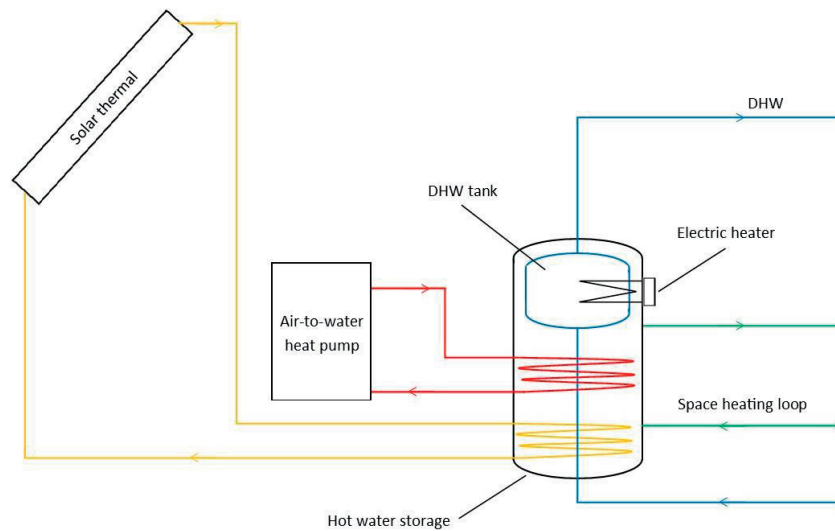 Solar thermal
DHW
DHW tank
Electric heater
Air-to-water
heat pump
Space heating loop
Hot water storage